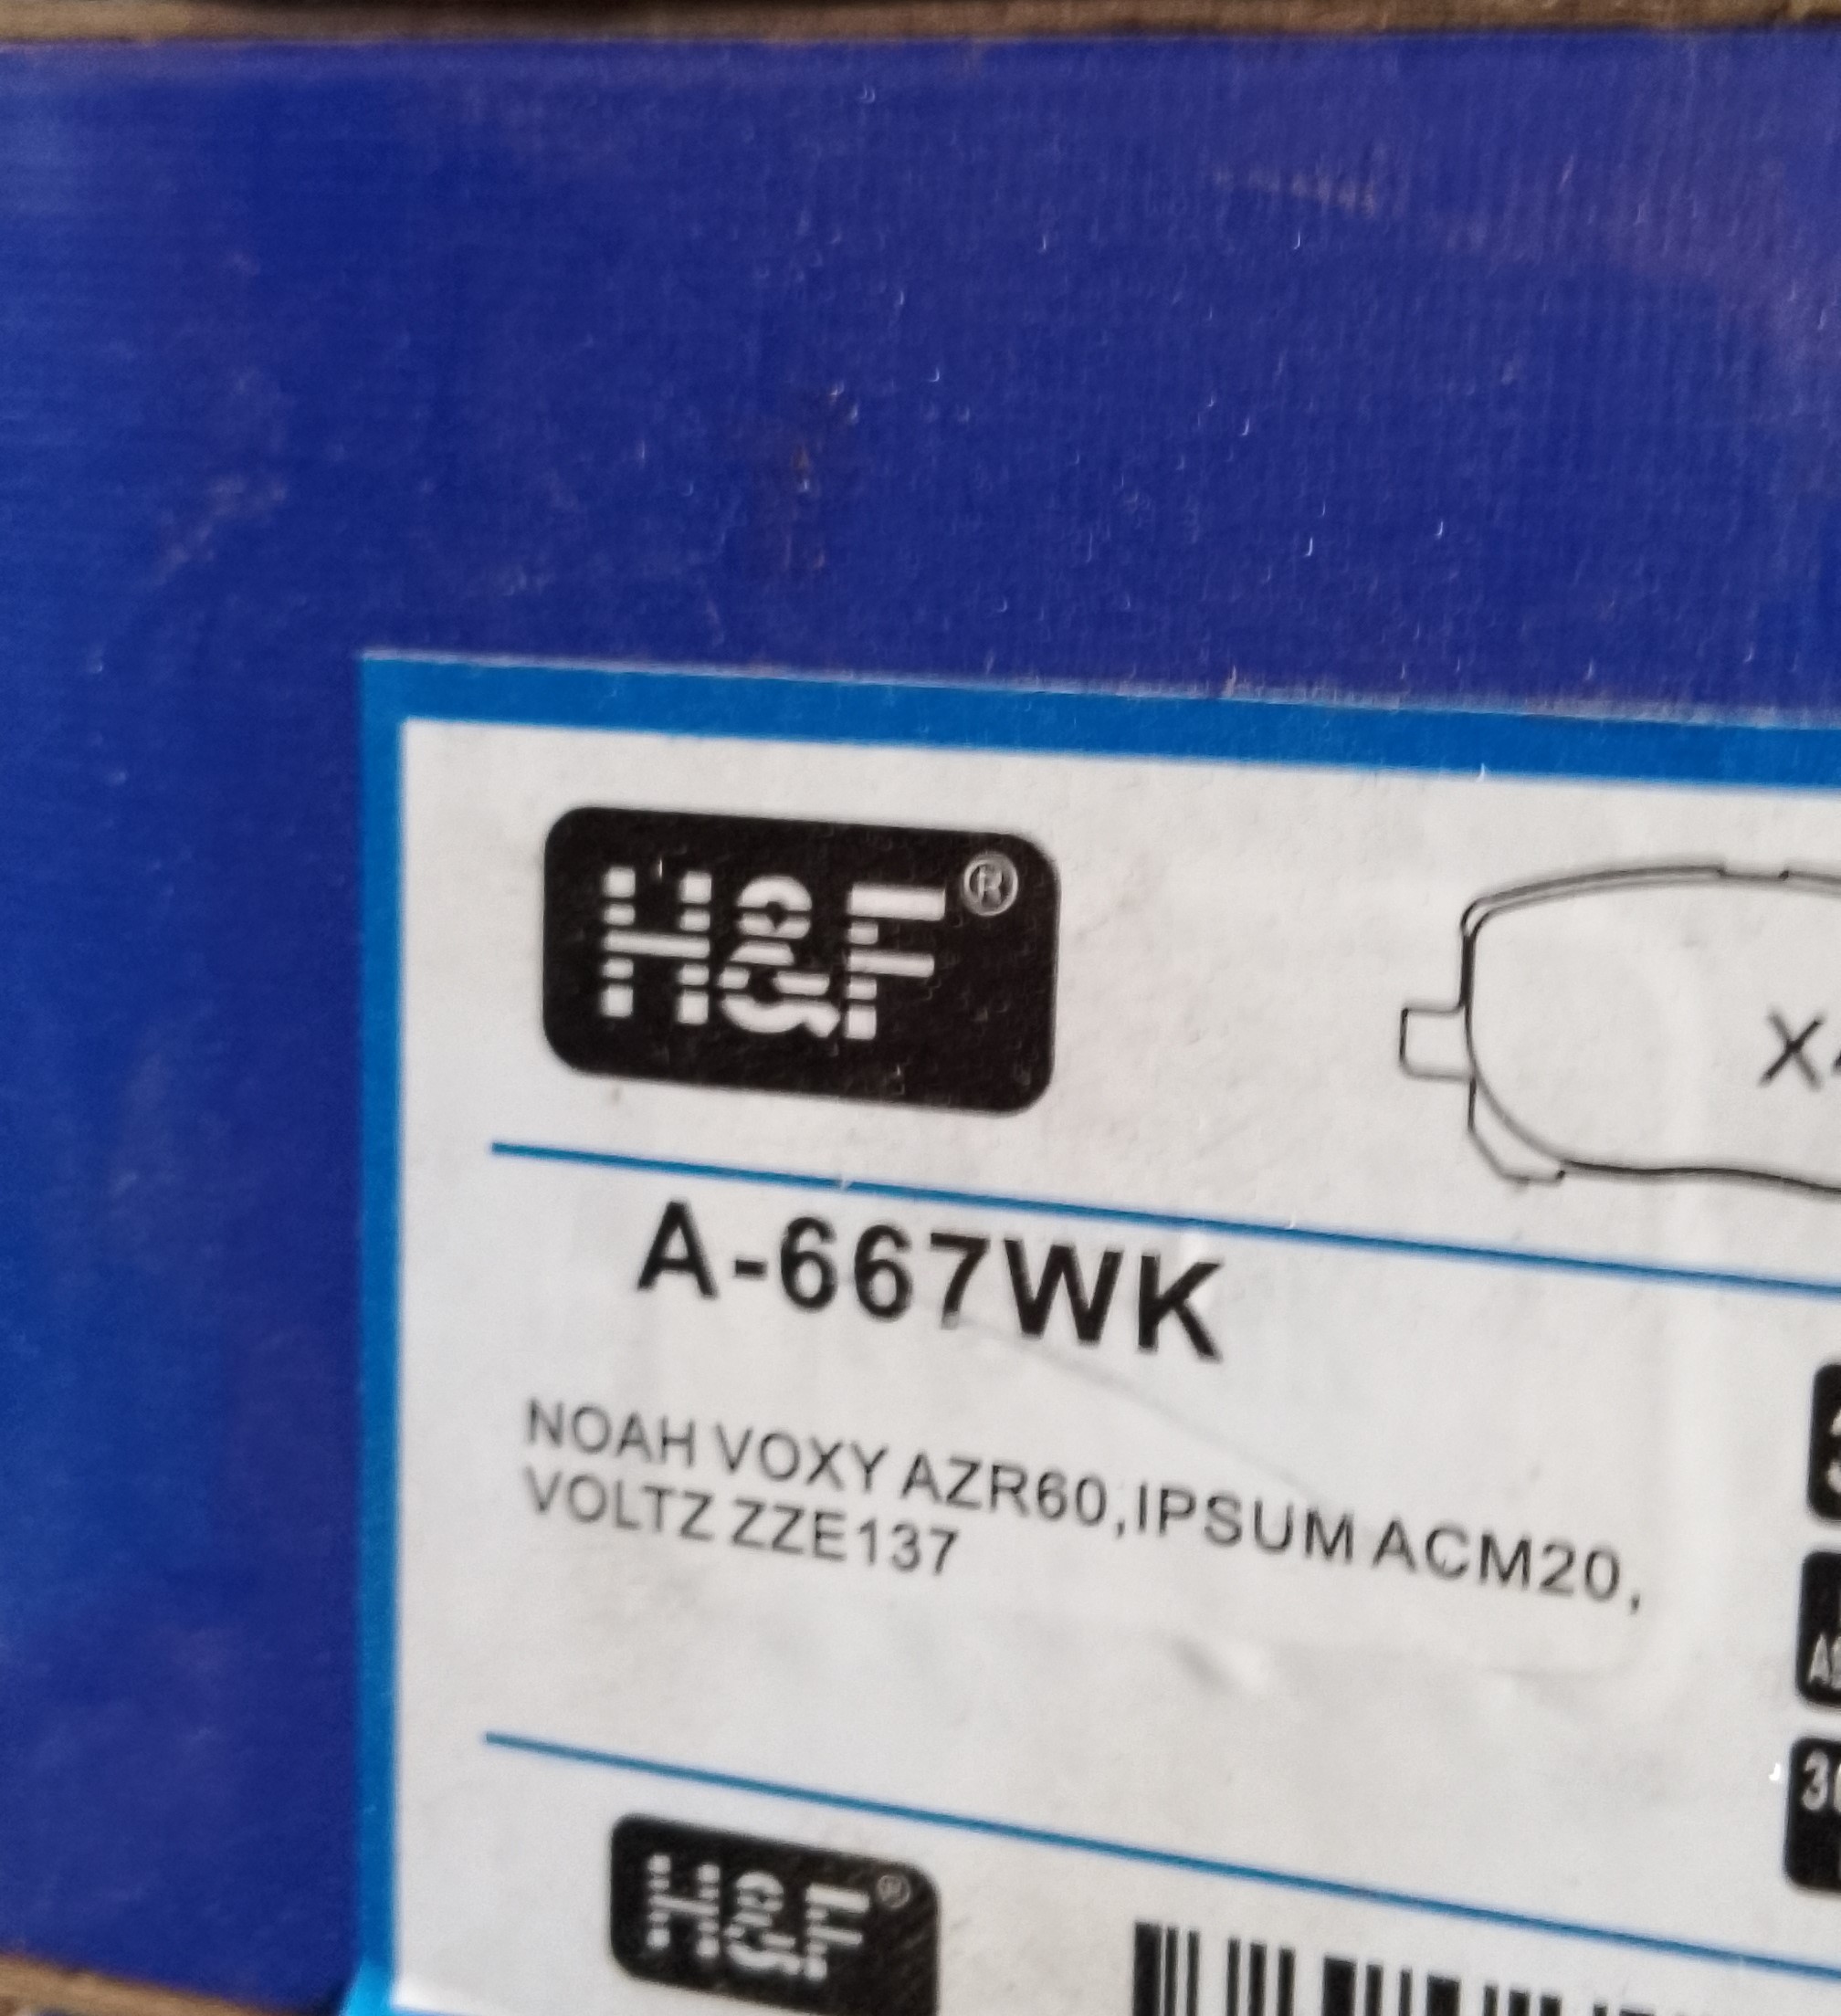 H&F®
A-667WK
NOAH VOXY AZR60,IPSUM ACM20,
VOLTZ ZZE137
H&F®